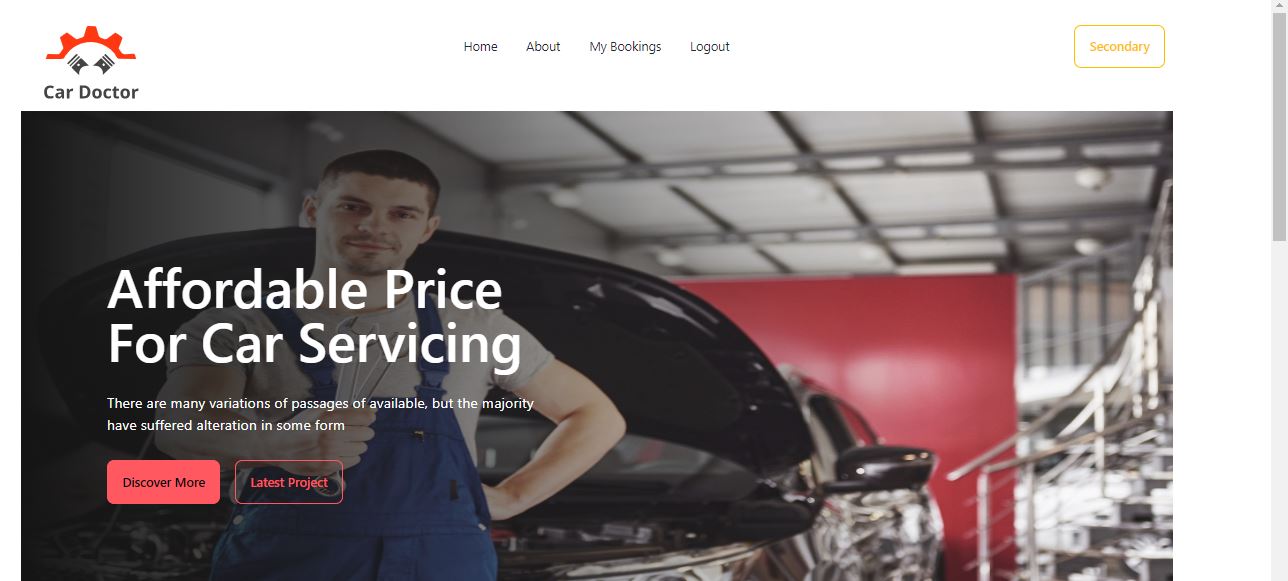 Car Doctor
Home About My Bookings Logout
Secondary
Affordable Price
For Car Servicing
There are many variations of passages of available, but the majority
have suffered alteration in some form
Discover More
Latest Project